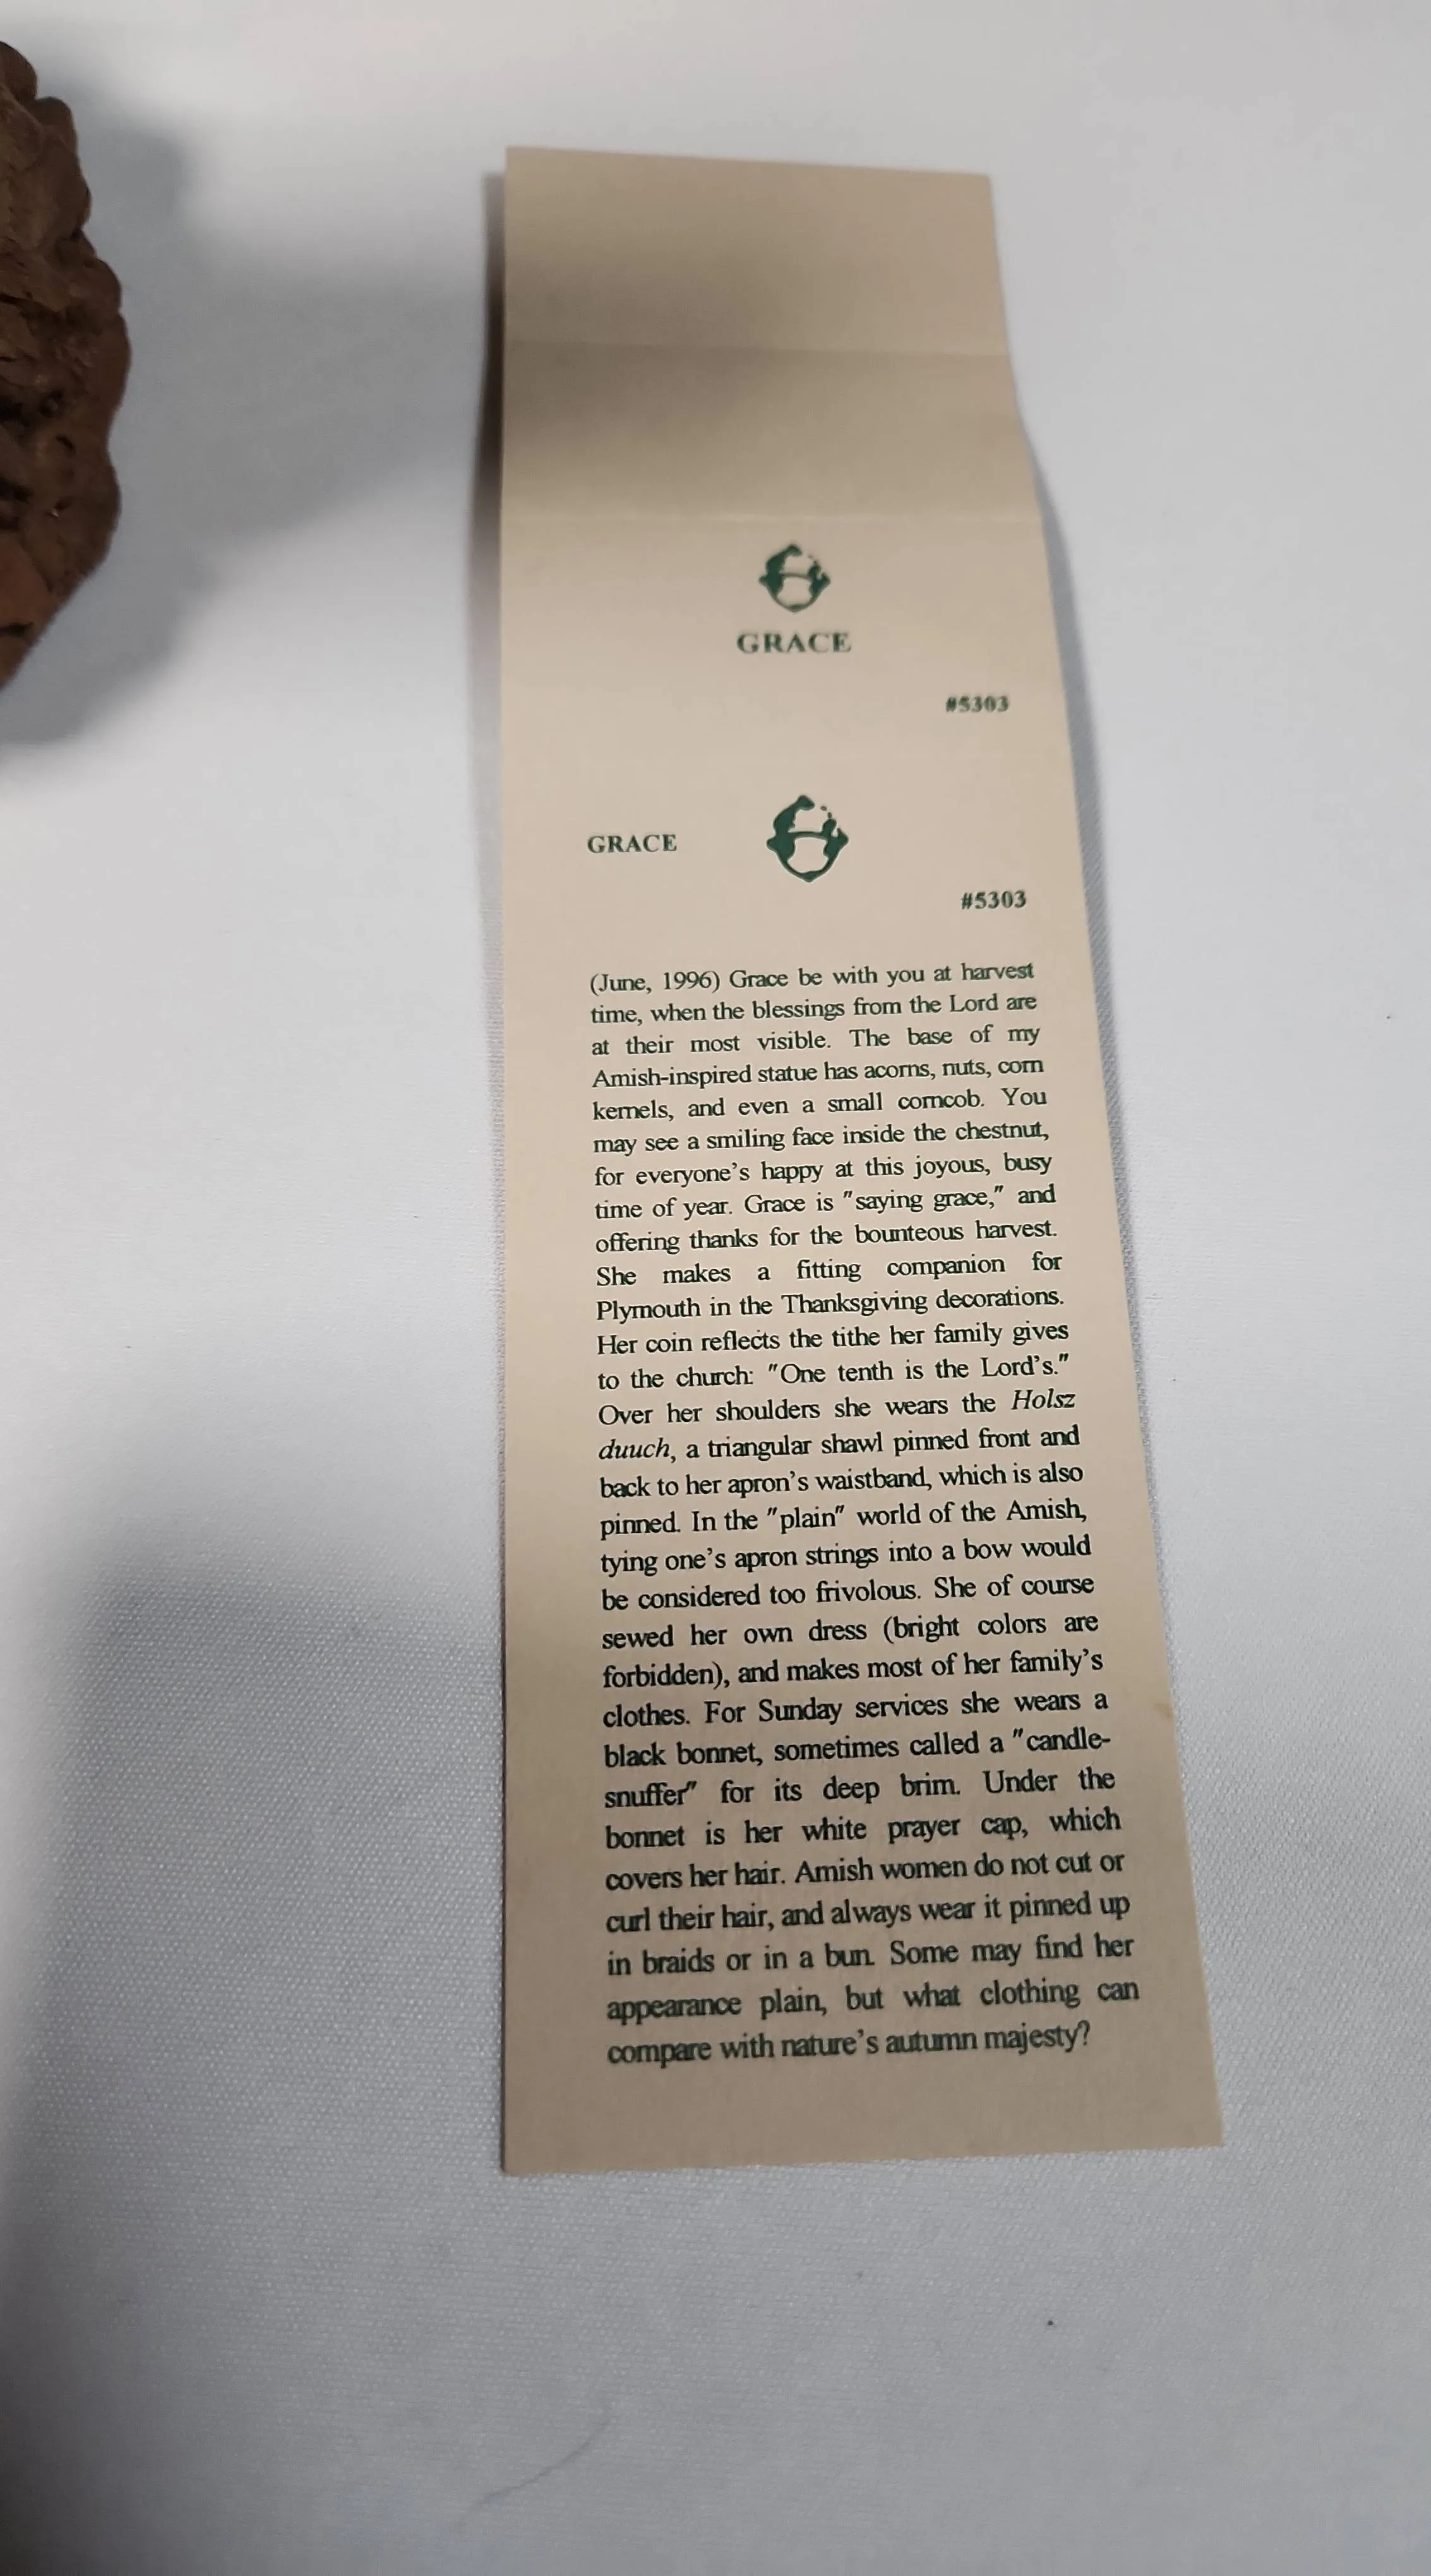 GRACE
#5303
GRACE
#5303
(June, 1996) Grace be with you at harvest
time, when the blessings from the Lord are
at their most visible. The base of my
Amish-inspired statue has acorns, nuts, corn
kernels, and even a small corncob. You
may see a smiling face inside the chestnut,
for everyone's happy at this joyous, busy
time of year. Grace is "saying grace," and
offering thanks for the bounteous harvest.
She makes a fitting companion for
Plymouth in the Thanksgiving decorations.
Her coin reflects the tithe her family gives
to the church: "One tenth is the Lord's."
Over her shoulders she wears the Holsz
duuch, a triangular shawl pinned front and
back to her apron's waistband, which is also
pinned. In the "plain" world of the Amish,
tying one's apron strings into a bow would
be considered too frivolous. She of course
sewed her own dress (bright colors are
forbidden), and makes most of her family's
clothes. For Sunday services she wears a
black bonnet, sometimes called a "candle-
snuffer" for its deep brim. Under the
bonnet is her white prayer cap, which
covers her hair. Amish women do not cut or
curl their hair, and always wear it pinned up
in braids or in a bun. Some may find her
appearance plain, but what clothing can
compare with nature's autumn majesty?